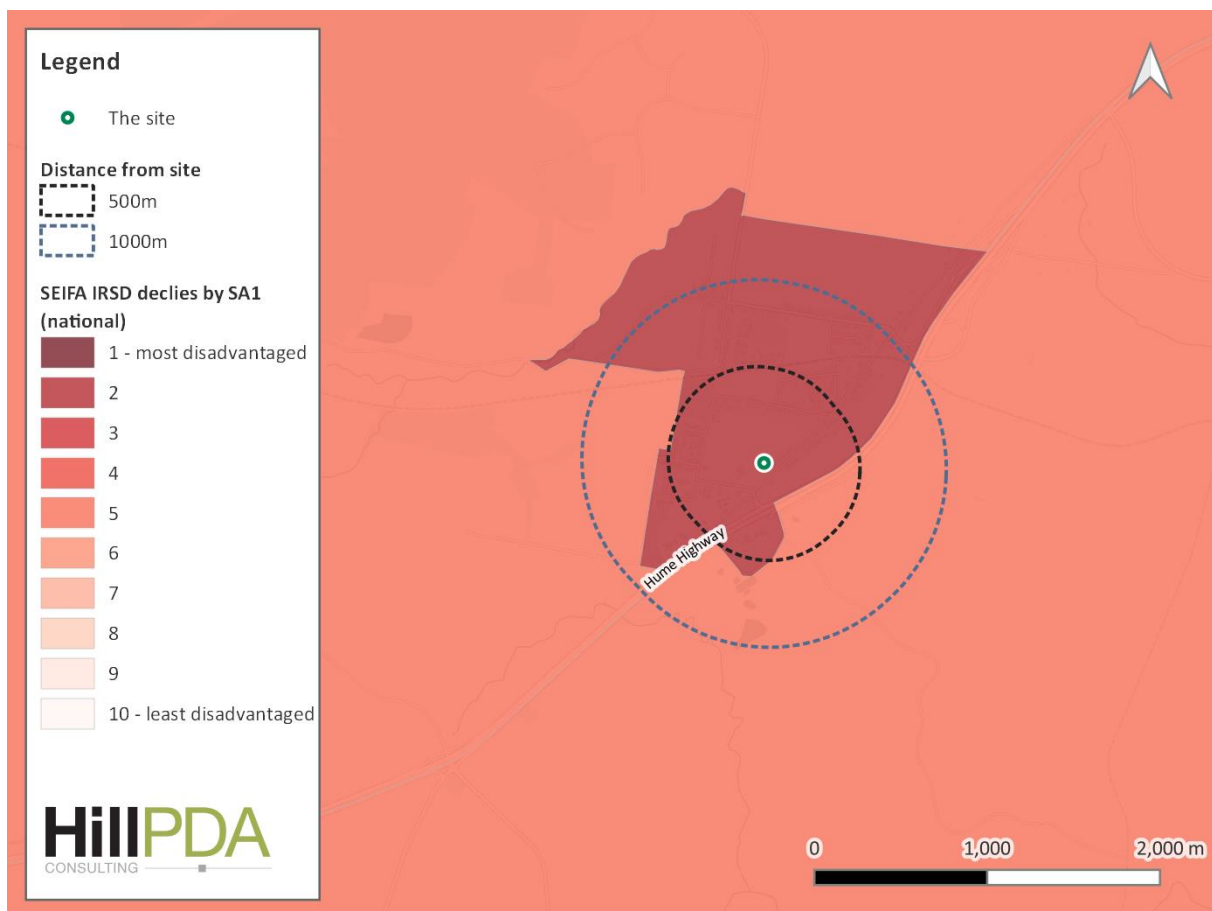 Legend
The site
Distance from site
500m
1000m
SEIFA IRSD declies by SA1
(national)
1 - most disadvantaged
2
3
4
5
6
7
8
9
10 - least disadvantaged
HillPDA
CONSULTING
Hume Highway
0 1,000 2,000 m